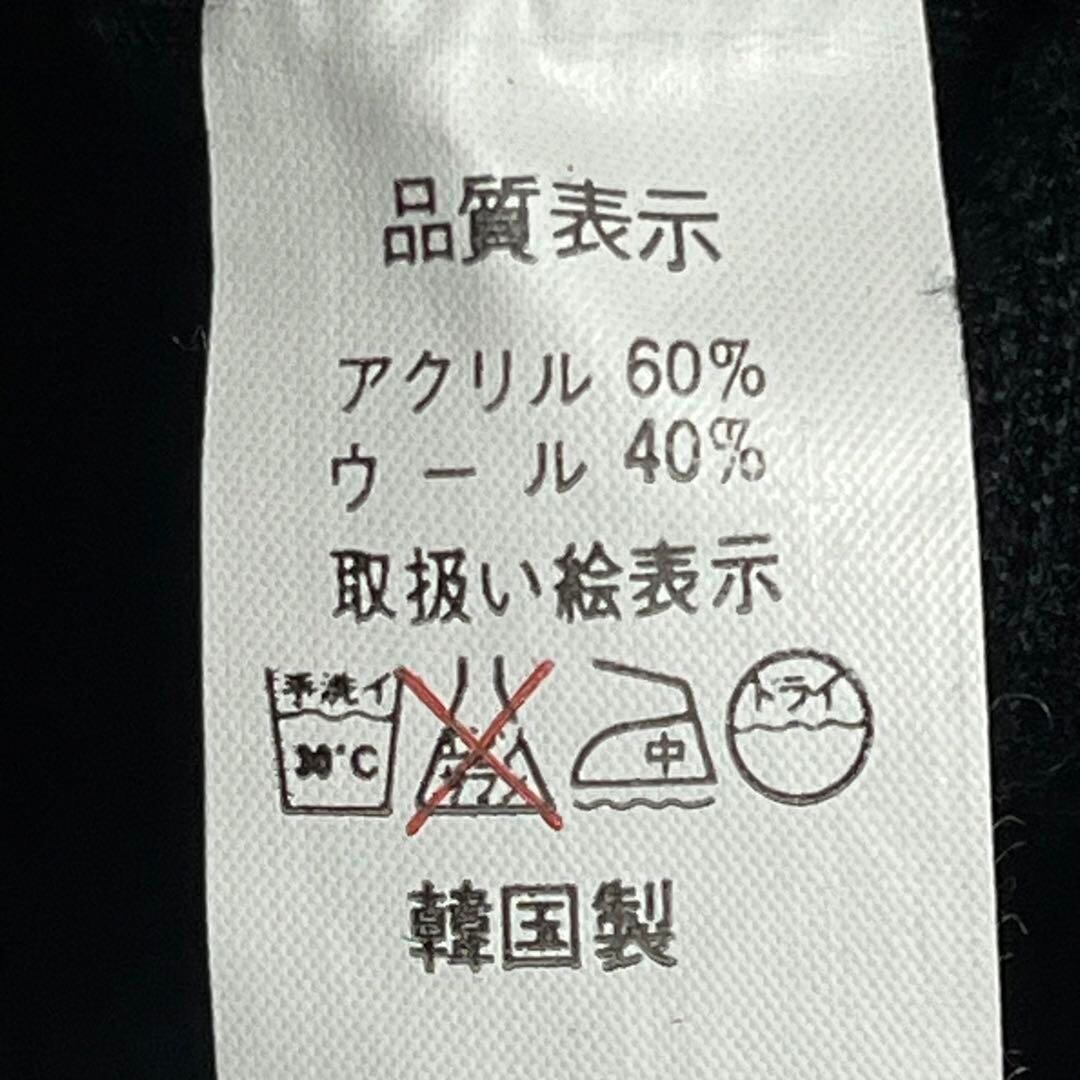 品質表示
アクリル 60%
ウール 40%
取扱い絵表示
手洗イ
30°C
中
ドライ
韓国製